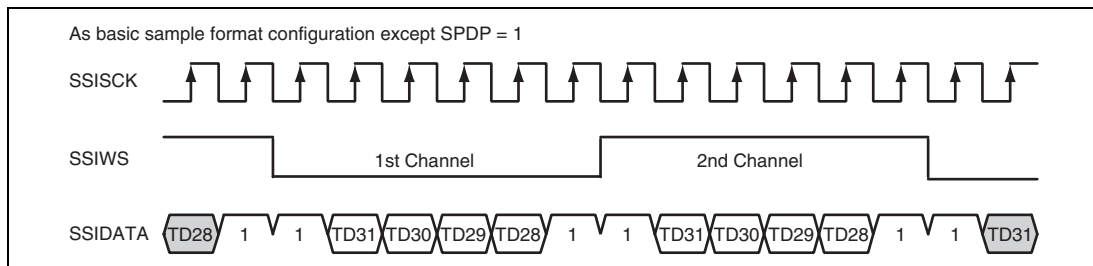 As basic sample format configuration except SPDP = 1
SSISCK
SSIWS 1st Channel 2nd Channel
SSIDATA TD28 1 1 TD31 TD30 TD29 TD28 1 1 TD31 TD30 TD29 TD28 1 1 TD31